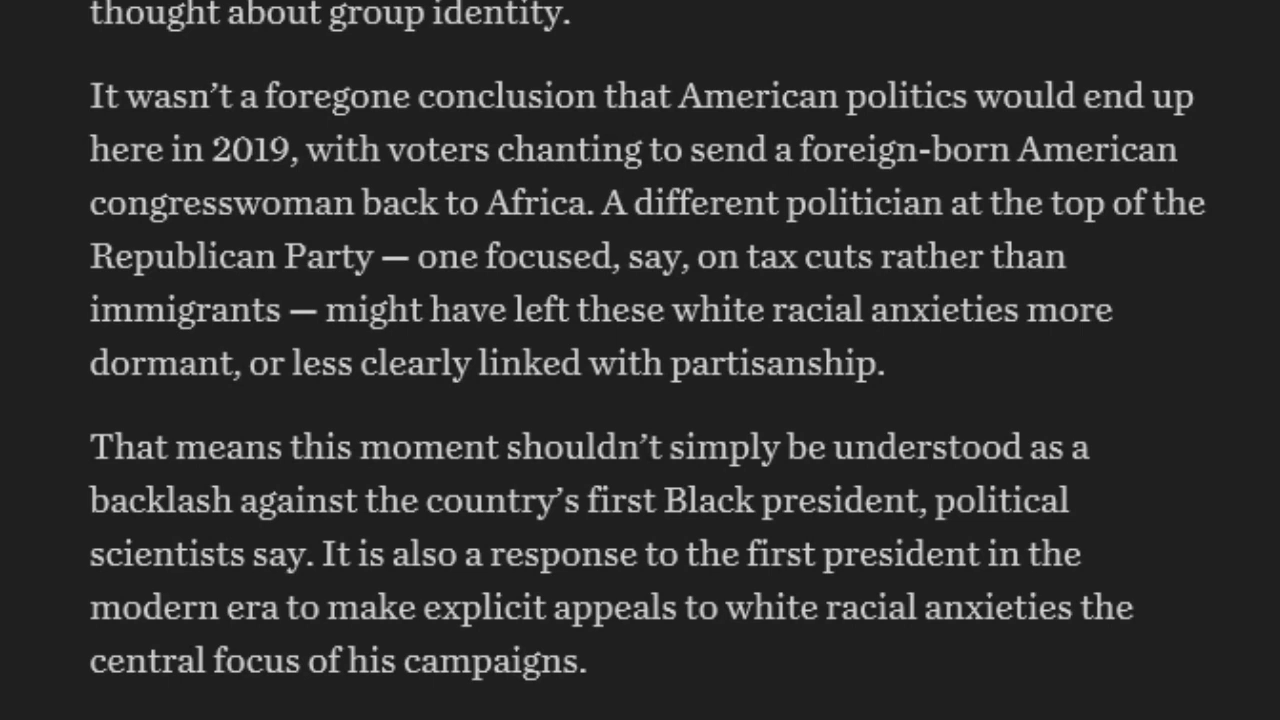 thought about group identity.
It wasn’t a foregone conclusion that American politics would end up
here in 2019, with voters chanting to send a foreign-born American
congresswoman back to Africa. A different politician at the top of the
Republican Party — one focused, say, on tax cuts rather than
immigrants — might have left these white racial anxieties more
dormant, or less clearly linked with partisanship.
That means this moment shouldn’t simply be understood as a
backlash against the country’s first Black president, political
scientists say. It is also a response to the first president in the
modern era to make explicit appeals to white racial anxieties the
central focus of his campaigns.